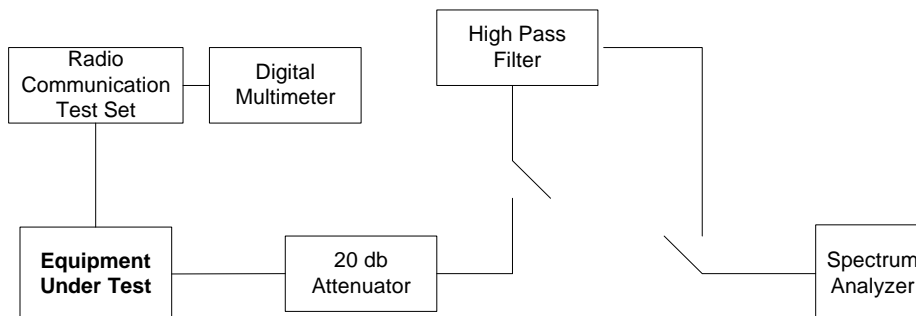 Radio
Communication
Test Set
Digital
Multimeter
High Pass
Filter
Equipment
Under Test
20 db
Attenuator
Spectrum
Analyzer